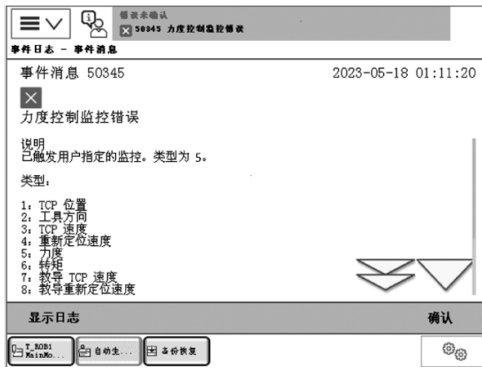 错误未确认
50345 力度控制监控错误
事件日志 - 事件消息
事件消息 50345 2023-05-18 01:11:20
力度控制监控错误
说明
已触发用户指定的监控。类型为 5。
类型:
1: TCP 位置
2: 工具方向
3: TCP 速度
4: 重新定位速度
5: 力度
6: 转矩
7: 教导 TCP 速度
8: 教导重新定位速度
显示日志 确认
T_ROB1
MainMo... 自动生... 备份恢复